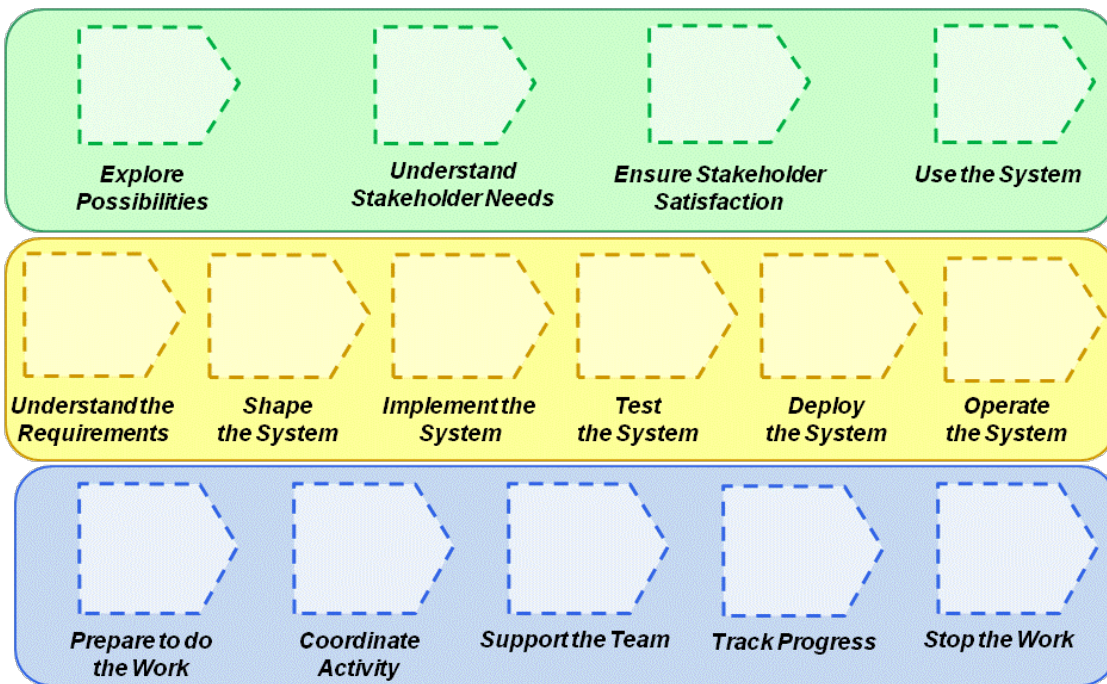 Explore
Possibilities
Understand
Stakeholder Needs
Ensure Stakeholder
Satisfaction
Use the System
Understand the
Requirements
Shape
the System
Implement the
System
Test
the System
Deploy
the System
Operate
the System
Prepare to do
the Work
Coordinate
Activity
Support the Team
Track Progress
Stop the Work